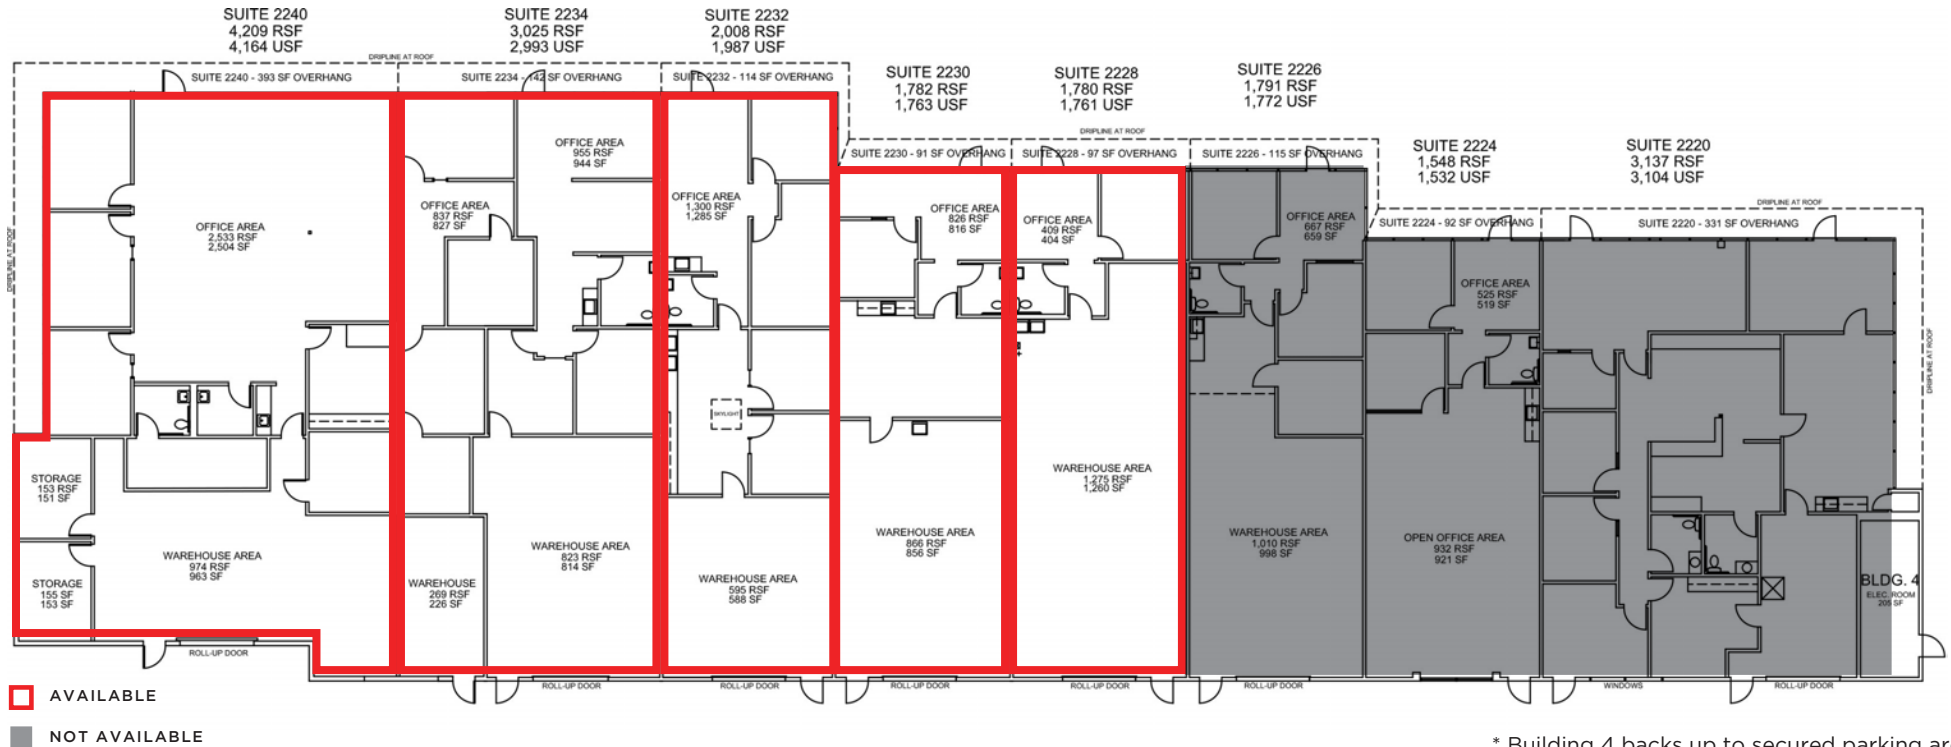 SUITE 2240
4,209 RSF
4,164 USF
SUITE 2234
3,025 RSF
2,993 USF
SUITE 2232
2,008 RSF
1,987 USF
SUITE 2230
1,782 RSF
1,763 USF
SUITE 2228
1,780 RSF
1,761 USF
SUITE 2226
1,791 RSF
1,772 USF
SUITE 2224
1,548 RSF
1,532 USF
SUITE 2220
3,137 RSF
3,104 USF
DRIPLINE AT ROOF
SUITE 2240 - 393 SF OVERHANG
SUITE 2234 - 142 SF OVERHANG
SUITE 2232 - 114 SF OVERHANG
DRIPLINE AT ROOF
SUITE 2230 - 91 SF OVERHANG
SUITE 2228 - 97 SF OVERHANG
SUITE 2226 - 115 SF OVERHANG
DRIPLINE AT ROOF
SUITE 2224 - 92 SF OVERHANG
SUITE 2220 - 331 SF OVERHANG
DRIPLINE AT ROOF
DRIPLINE AT ROOF
OFFICE AREA
2,533 RSF
2,504 SF
OFFICE AREA
955 RSF
944 SF
OFFICE AREA
837 RSF
827 SF
OFFICE AREA
1,300 RSF
1,285 SF
OFFICE AREA
826 RSF
816 SF
OFFICE AREA
409 RSF
404 SF
OFFICE AREA
667 RSF
659 SF
OFFICE AREA
525 RSF
519 SF
SKYLIGHT
STORAGE
153 RSF
151 SF
STORAGE
155 SF
153 SF
WAREHOUSE AREA
974 RSF
963 SF
WAREHOUSE
269 RSF
226 SF
WAREHOUSE AREA
823 RSF
814 SF
WAREHOUSE AREA
595 RSF
588 SF
WAREHOUSE AREA
866 RSF
856 SF
WAREHOUSE AREA
1,275 RSF
1,260 SF
WAREHOUSE AREA
1,010 RSF
998 SF
OPEN OFFICE AREA
932 RSF
921 SF
BLDG. 4
ELEC. ROOM
205 SF
ROLL-UP DOOR
ROLL-UP DOOR
ROLL-UP DOOR
ROLL-UP DOOR
ROLL-UP DOOR
ROLL-UP DOOR
WINDOWS
ROLL-UP DOOR
AVAILABLE
NOT AVAILABLE
* Building 4 backs up to secured parking ar